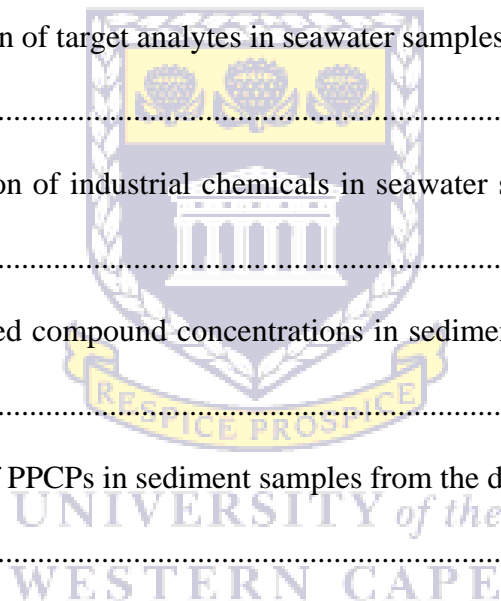 n of target analytes in seawater samples
................................................................
on of industrial chemicals in seawater s
................................................................
ed compound concentrations in sedimen
RESPICE PROSPICE
................................................................
f PPCPs in sediment samples from the d
UNIVERSITY of the
................................................................
WESTERN CAPE